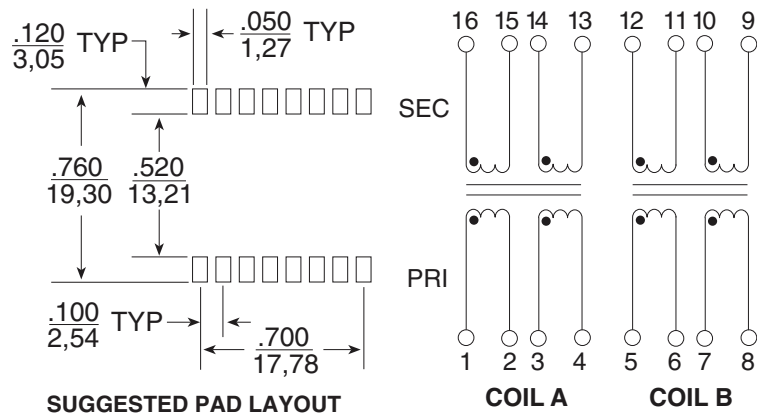 .120
3,05
TYP
.050
1,27
TYP
.760
19,30
.520
13,21
.100
2,54
TYP
.700
17,78
SUGGESTED PAD LAYOUT
16 15 14 13 12 11 10 9
SEC
PRI
1 2 3 4 5 6 7 8
COIL A COIL B